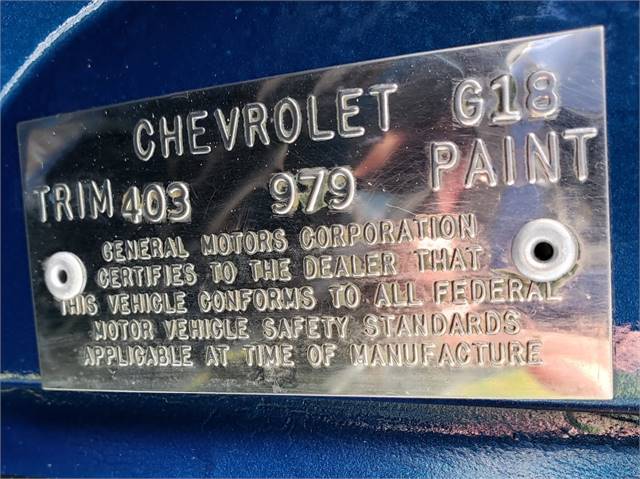 CHEVROLET G18
TRIM 403 979 PAINT
GENERAL MOTORS CORPORATION
CERTIFIES TO THE DEALER THAT
THIS VEHICLE CONFORMS TO ALL FEDERAL
MOTOR VEHICLE SAFETY STANDARDS
APPLICABLE AT TIME OF MANUFACTURE